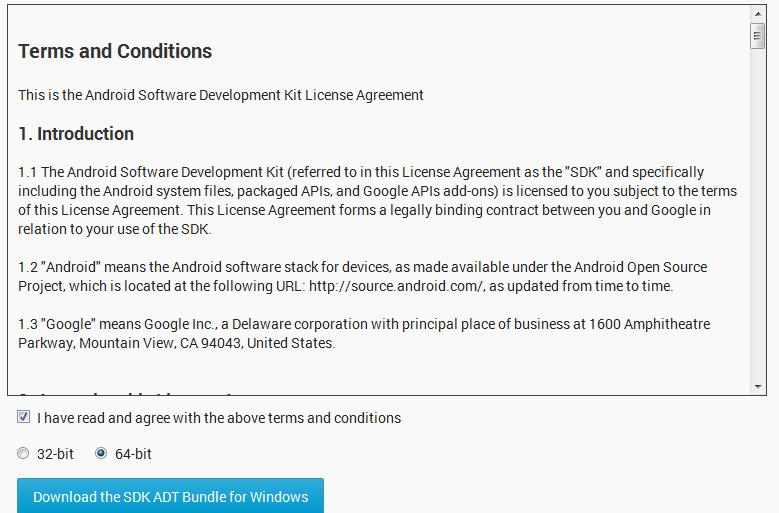 Terms and Conditions
This is the Android Software Development Kit License Agreement
1. Introduction
1.1 The Android Software Development Kit (referred to in this License Agreement as the "SDK" and specifically
including the Android system files, packaged APIs, and Google APIs add-ons) is licensed to you subject to the terms
of this License Agreement. This License Agreement forms a legally binding contract between you and Google in
relation to your use of the SDK.
1.2 "Android" means the Android software stack for devices, as made available under the Android Open Source
Project, which is located at the following URL: http://source.android.com/, as updated from time to time.
1.3 "Google" means Google Inc., a Delaware corporation with principal place of business at 1600 Amphitheatre
Parkway, Mountain View, CA 94043, United States.
I have read and agree with the above terms and conditions
32-bit 64-bit
Download the SDK ADT Bundle for Windows